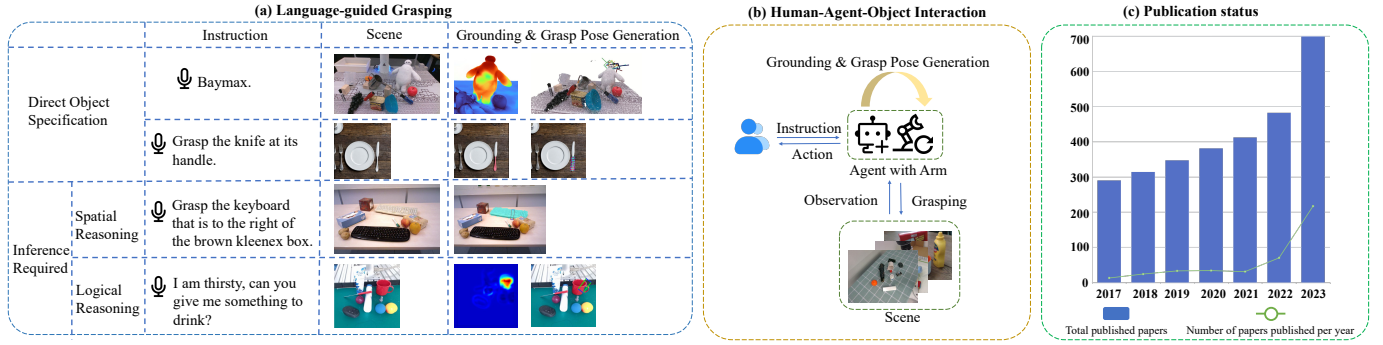 (a) Language-guided Grasping
Instruction
Scene
Grounding & Grasp Pose Generation
Direct Object
Specification
Baymax.
Grasp the knife at its
handle.
Inference
Required
Spatial
Reasoning
Grasp the keyboard
that is to the right of
the brown kleenex box.
Logical
Reasoning
I am thirsty, can you
give me something to
drink?
(b) Human-Agent-Object Interaction
Grounding & Grasp Pose Generation
Instruction
Action
Agent with Arm
Observation
Grasping
Scene
(c) Publication status
700
600
500
400
300
200
100
0
2017 2018 2019 2020 2021 2022 2023
Total published papers
Number of papers published per year